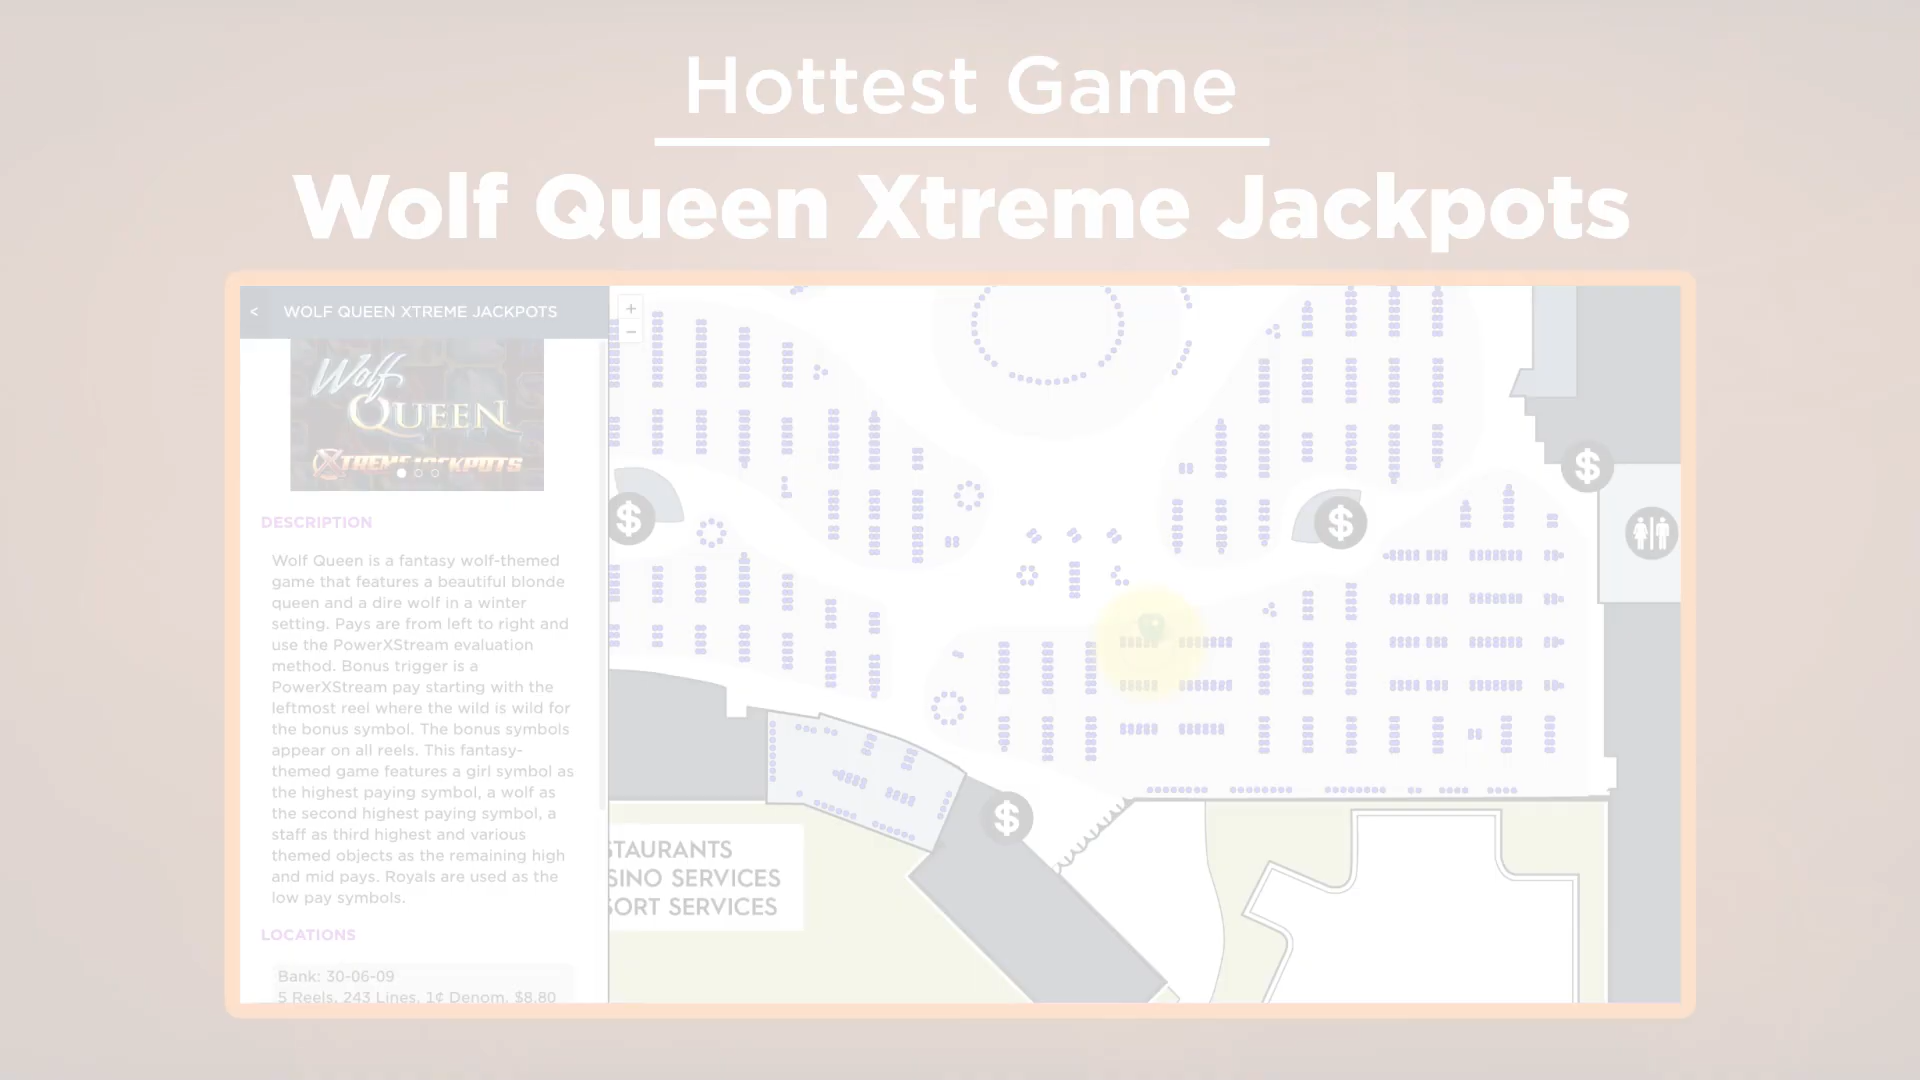 Hottest Game
Wolf Queen Xtreme Jackpots
< WOLF QUEEN XTREME JACKPOTS
+
−
Wolf
QUEEN
DESCRIPTION
Wolf Queen is a fantasy wolf-themed
game that features a beautiful blonde
queen and a dire wolf in a winter
setting. Pays are from left to right and
use the PowerXStream evaluation
method. Bonus trigger is a
PowerXStream pay starting with the
leftmost reel where the wild is wild for
the bonus symbol. The bonus symbols
appear on all reels. This fantasy-
themed game features a girl symbol as
the highest paying symbol, a wolf as
the second highest paying symbol, a
staff as third highest and various
themed objects as the remaining high
and mid pays. Royals are used as the
low pay symbols.
LOCATIONS
Bank: 30-06-09
5 Reels, 243 Lines, 1¢ Denom, $8.80
$
$
$
$
STAURANTS
SINO SERVICES
SORT SERVICES